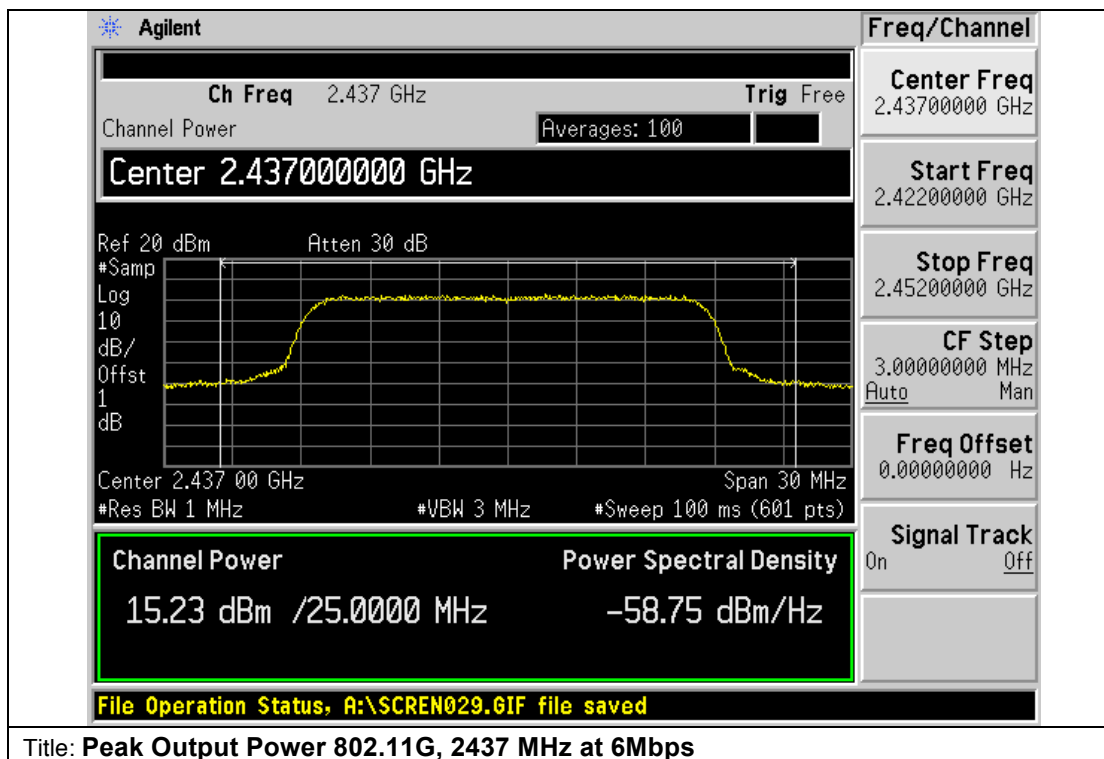 Agilent
Freq/Channel
Ch Freq 2.437 GHz Trig Free
Channel Power Averages: 100
Center 2.437000000 GHz
Ref 20 dBm Atten 30 dB
#Samp
Log
10
dB/
Offst
1
dB
Center 2.437 00 GHz Span 30 MHz
#Res BW 1 MHz #VBW 3 MHz #Sweep 100 ms (601 pts)
Channel Power Power Spectral Density
15.23 dBm /25.0000 MHz -58.75 dBm/Hz
File Operation Status, A:\SCREN029.GIF file saved
Center Freq
2.43700000 GHz
Start Freq
2.42200000 GHz
Stop Freq
2.45200000 GHz
CF Step
3.00000000 MHz
Auto Man
Freq Offset
0.00000000 Hz
Signal Track
On Off
Title: Peak Output Power 802.11G, 2437 MHz at 6Mbps